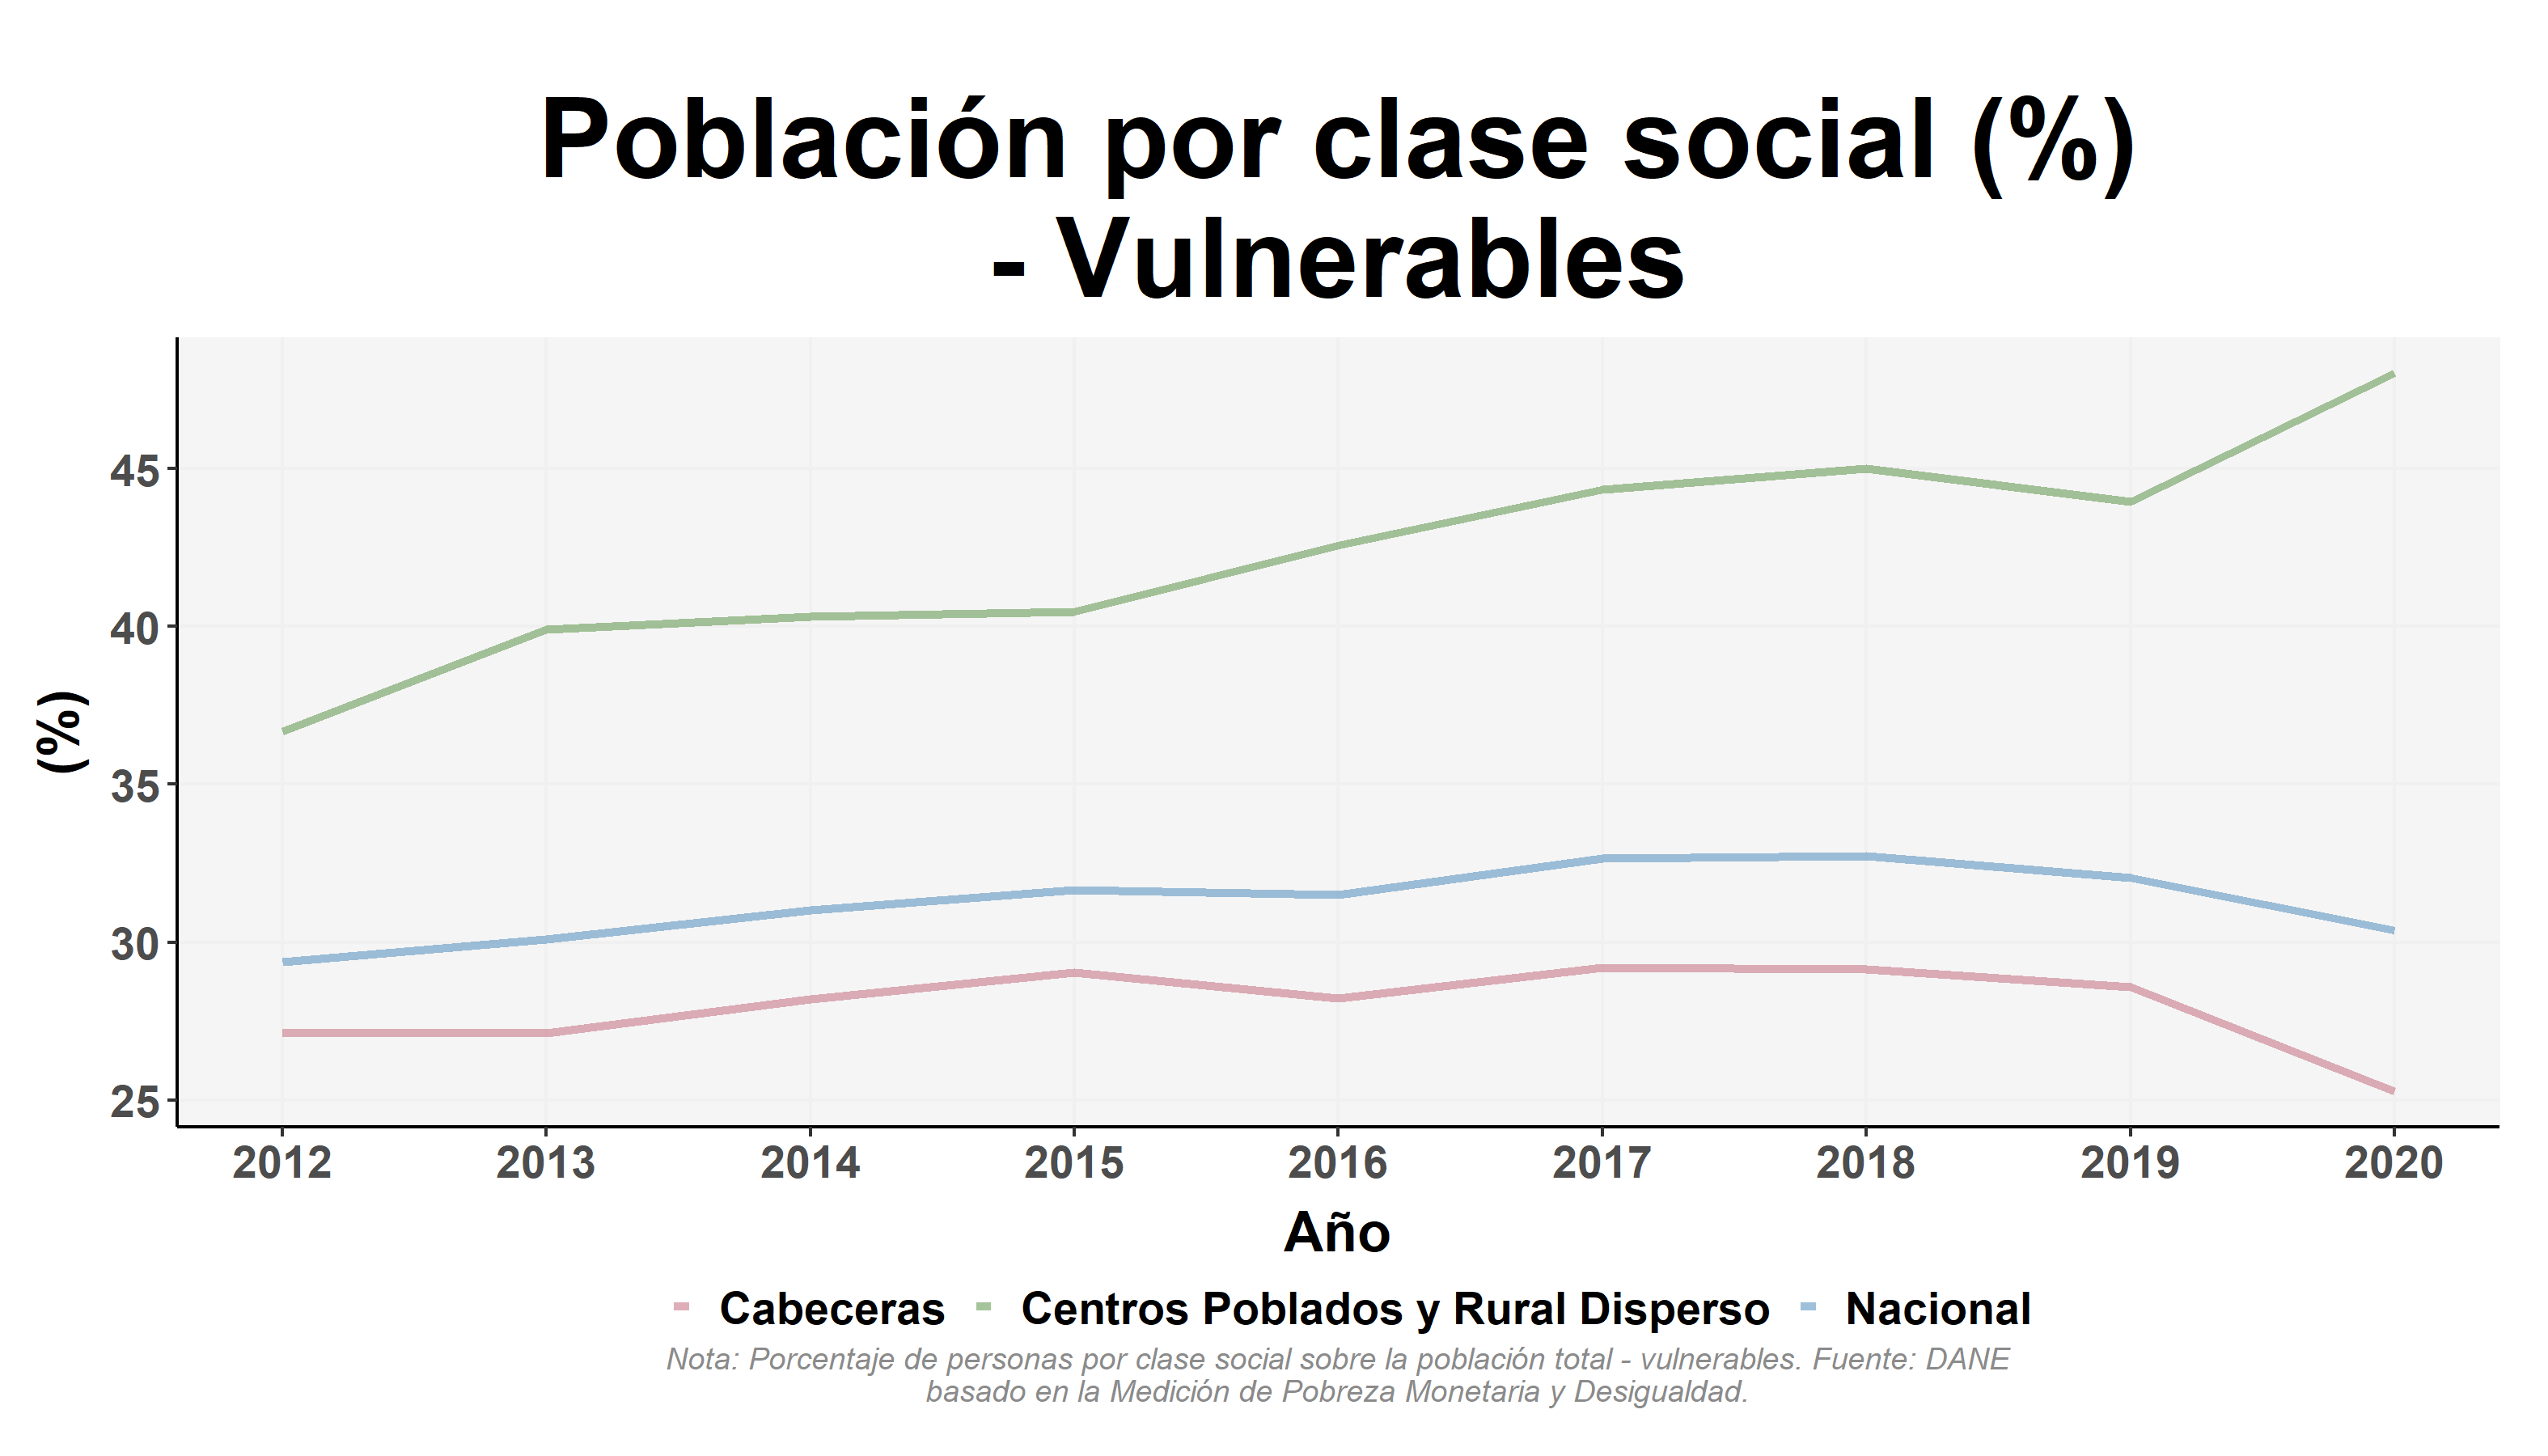 Población por clase social (%)
- Vulnerables
(%)
45
40
35
30
25
2012 2013 2014 2015 2016 2017 2018 2019 2020
Año
Cabeceras Centros Poblados y Rural Disperso Nacional
Nota: Porcentaje de personas por clase social sobre la población total - vulnerables. Fuente: DANE
basado en la Medición de Pobreza Monetaria y Desigualdad.